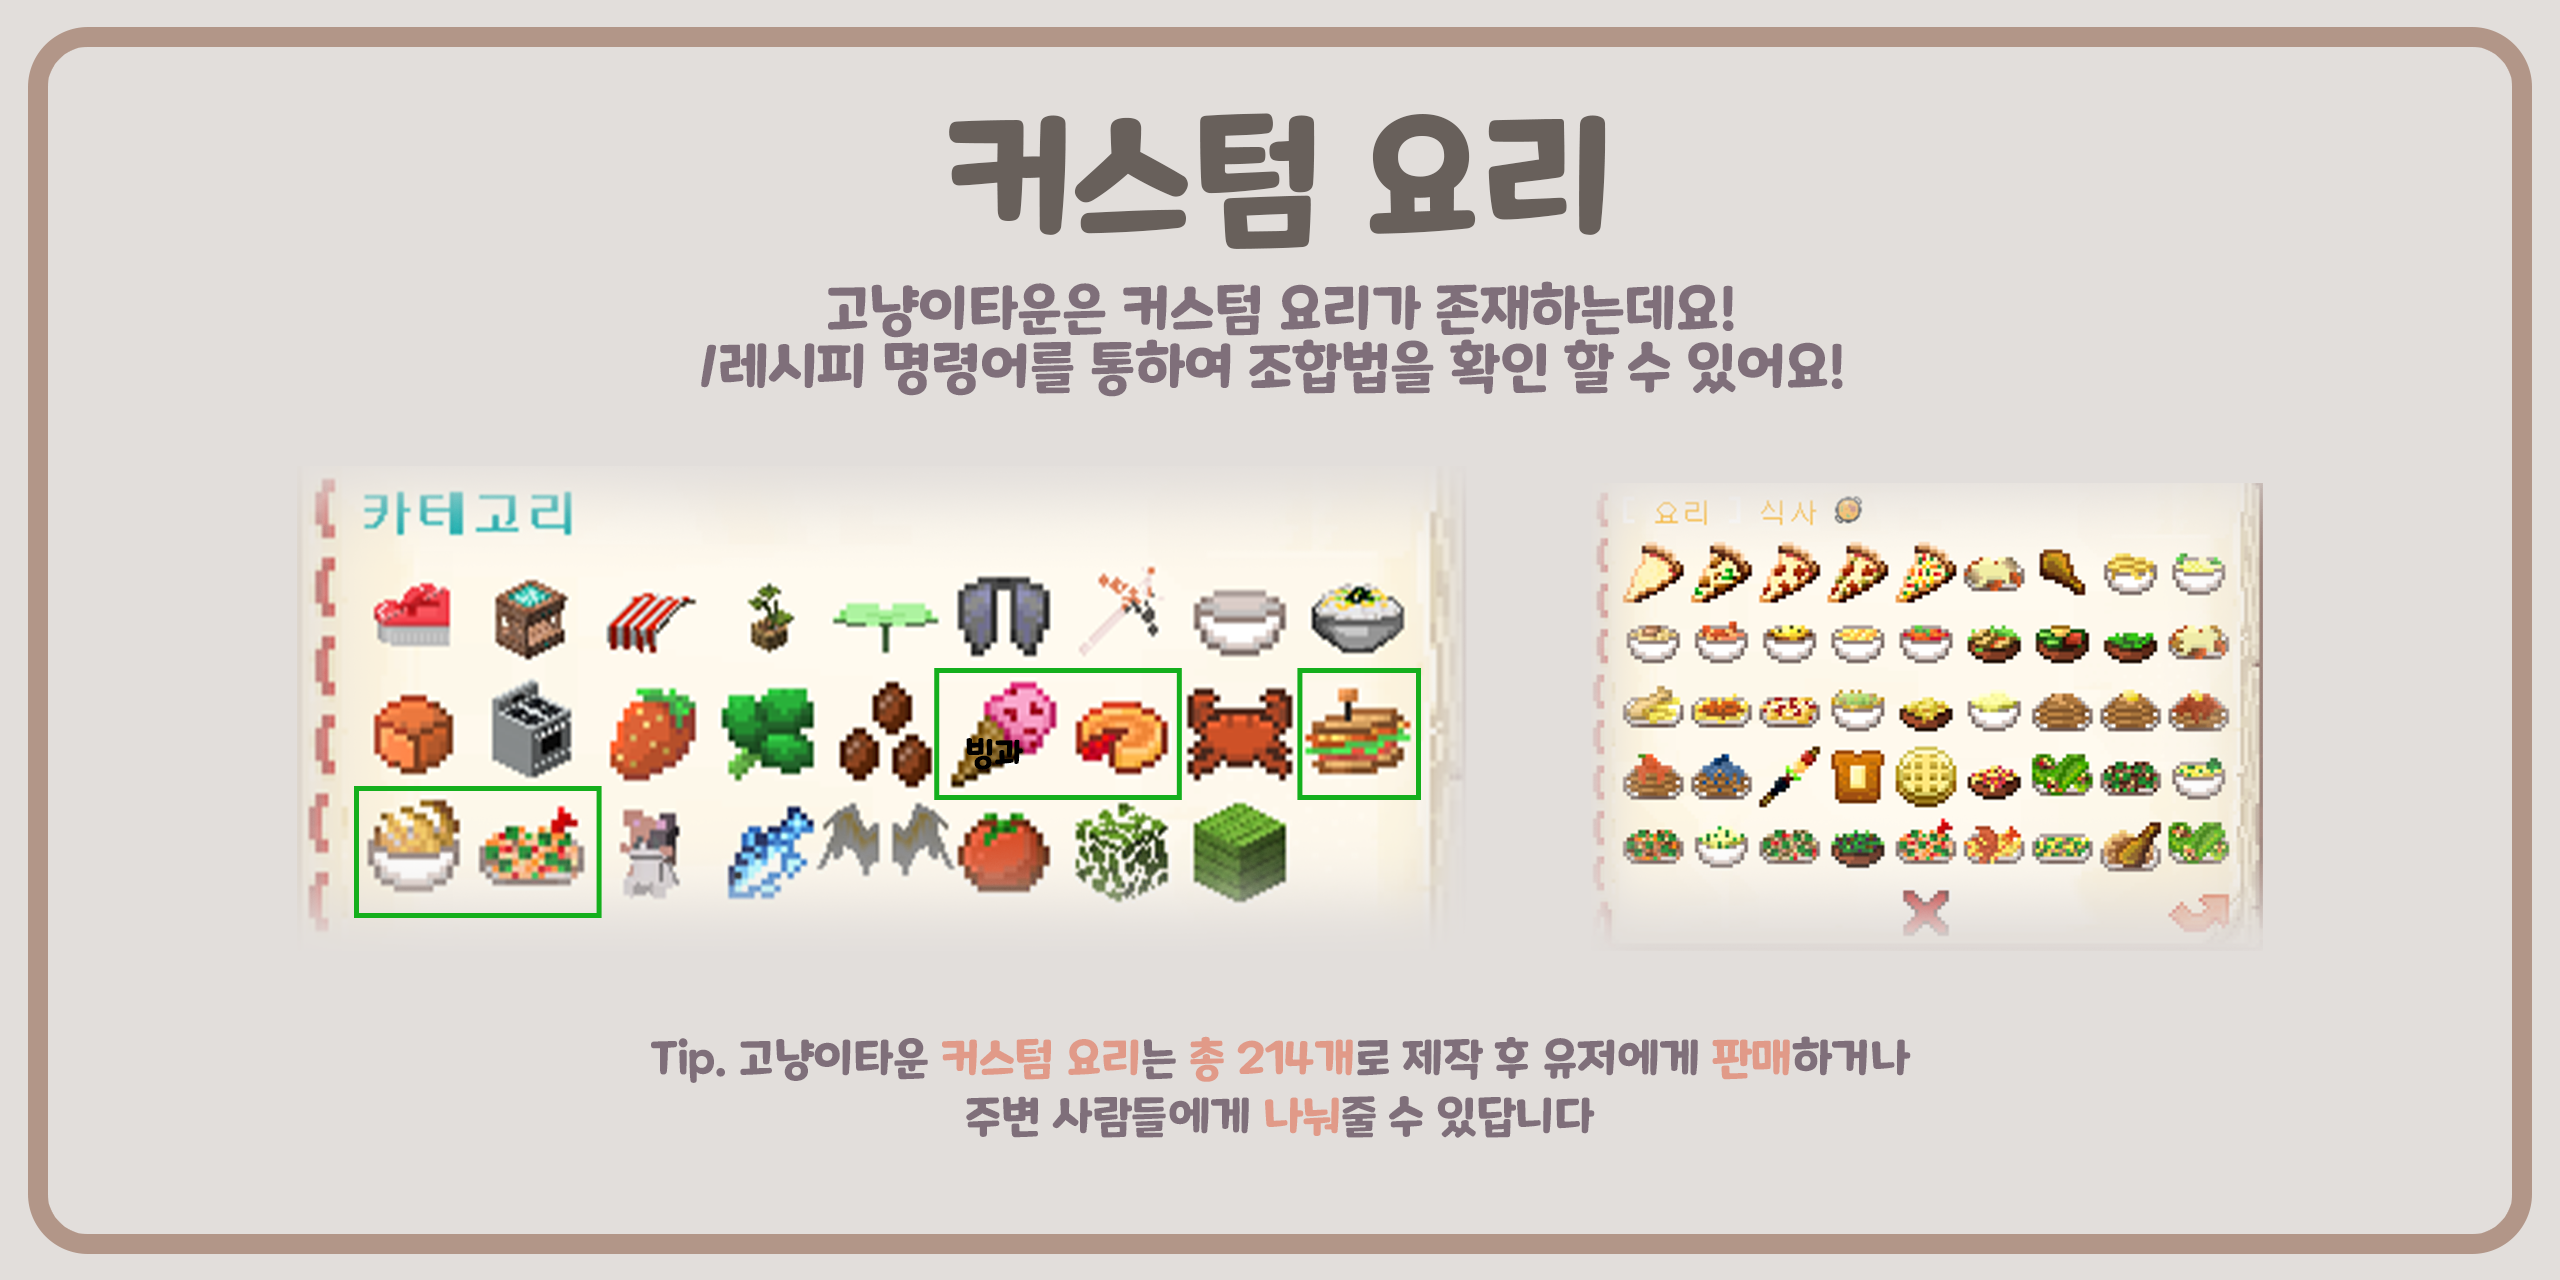 커스텀 요리
고냥이타운은 커스텀 요리가 존재하는데요!
/레시피 명령어를 통하여 조합법을 확인 할 수 있어요!
카테고리
빙과
요리 식사
Tip. 고냥이타운 커스텀 요리는 총 214개로 제작 후 유저에게 판매하거나
주변 사람들에게 나눠줄 수 있답니다